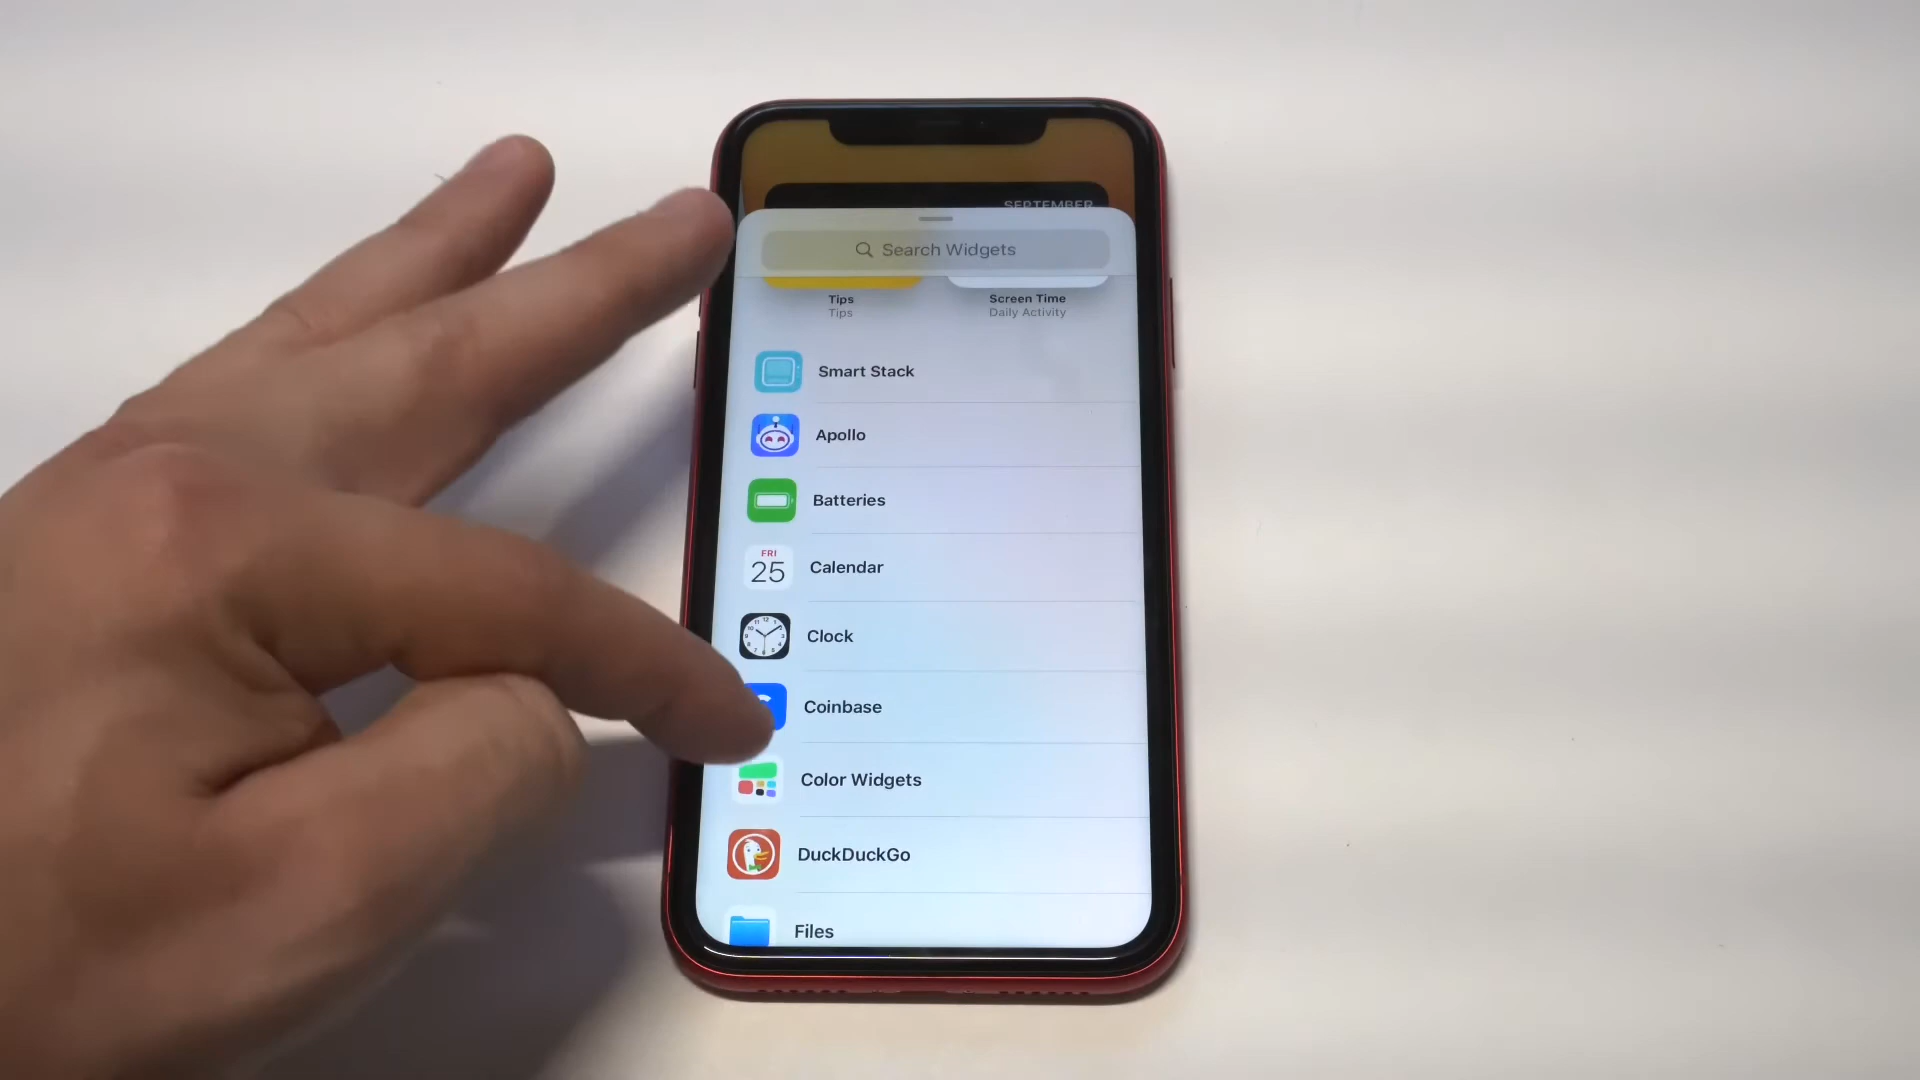 SEPTEMBER
Search Widgets
Tips
Tips
Screen Time
Daily Activity
Smart Stack
Apollo
Batteries
FRI
25
Calendar
Clock
Coinbase
Color Widgets
DuckDuckGo
Files